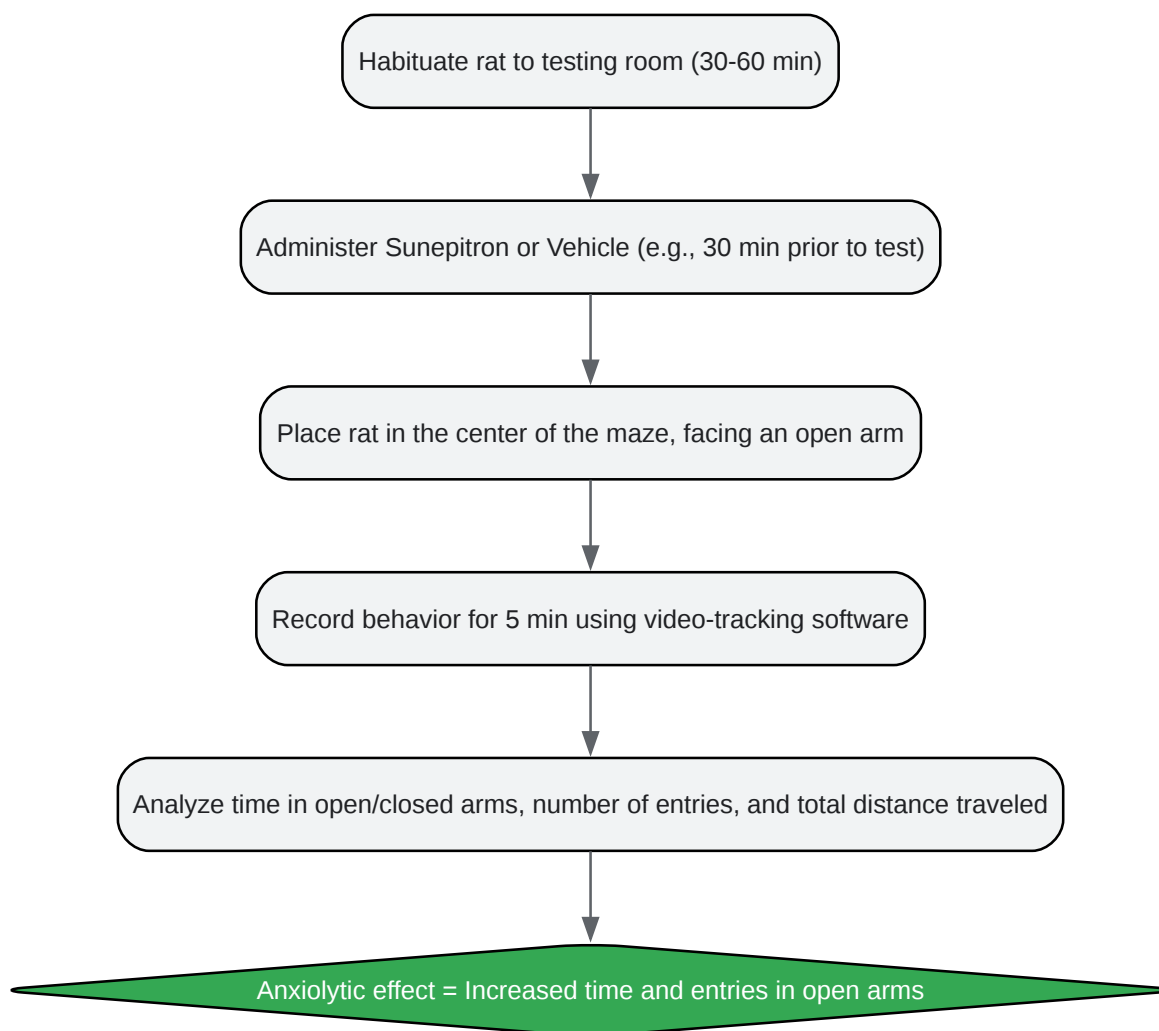 Habituate rat to testing room (30-60 min)
Administer Sunepitron or Vehicle (e.g., 30 min prior to test)
Place rat in the center of the maze, facing an open arm
Record behavior for 5 min using video-tracking software
Analyze time in open/closed arms, number of entries, and total distance traveled
Anxiolytic effect = Increased time and entries in open arms